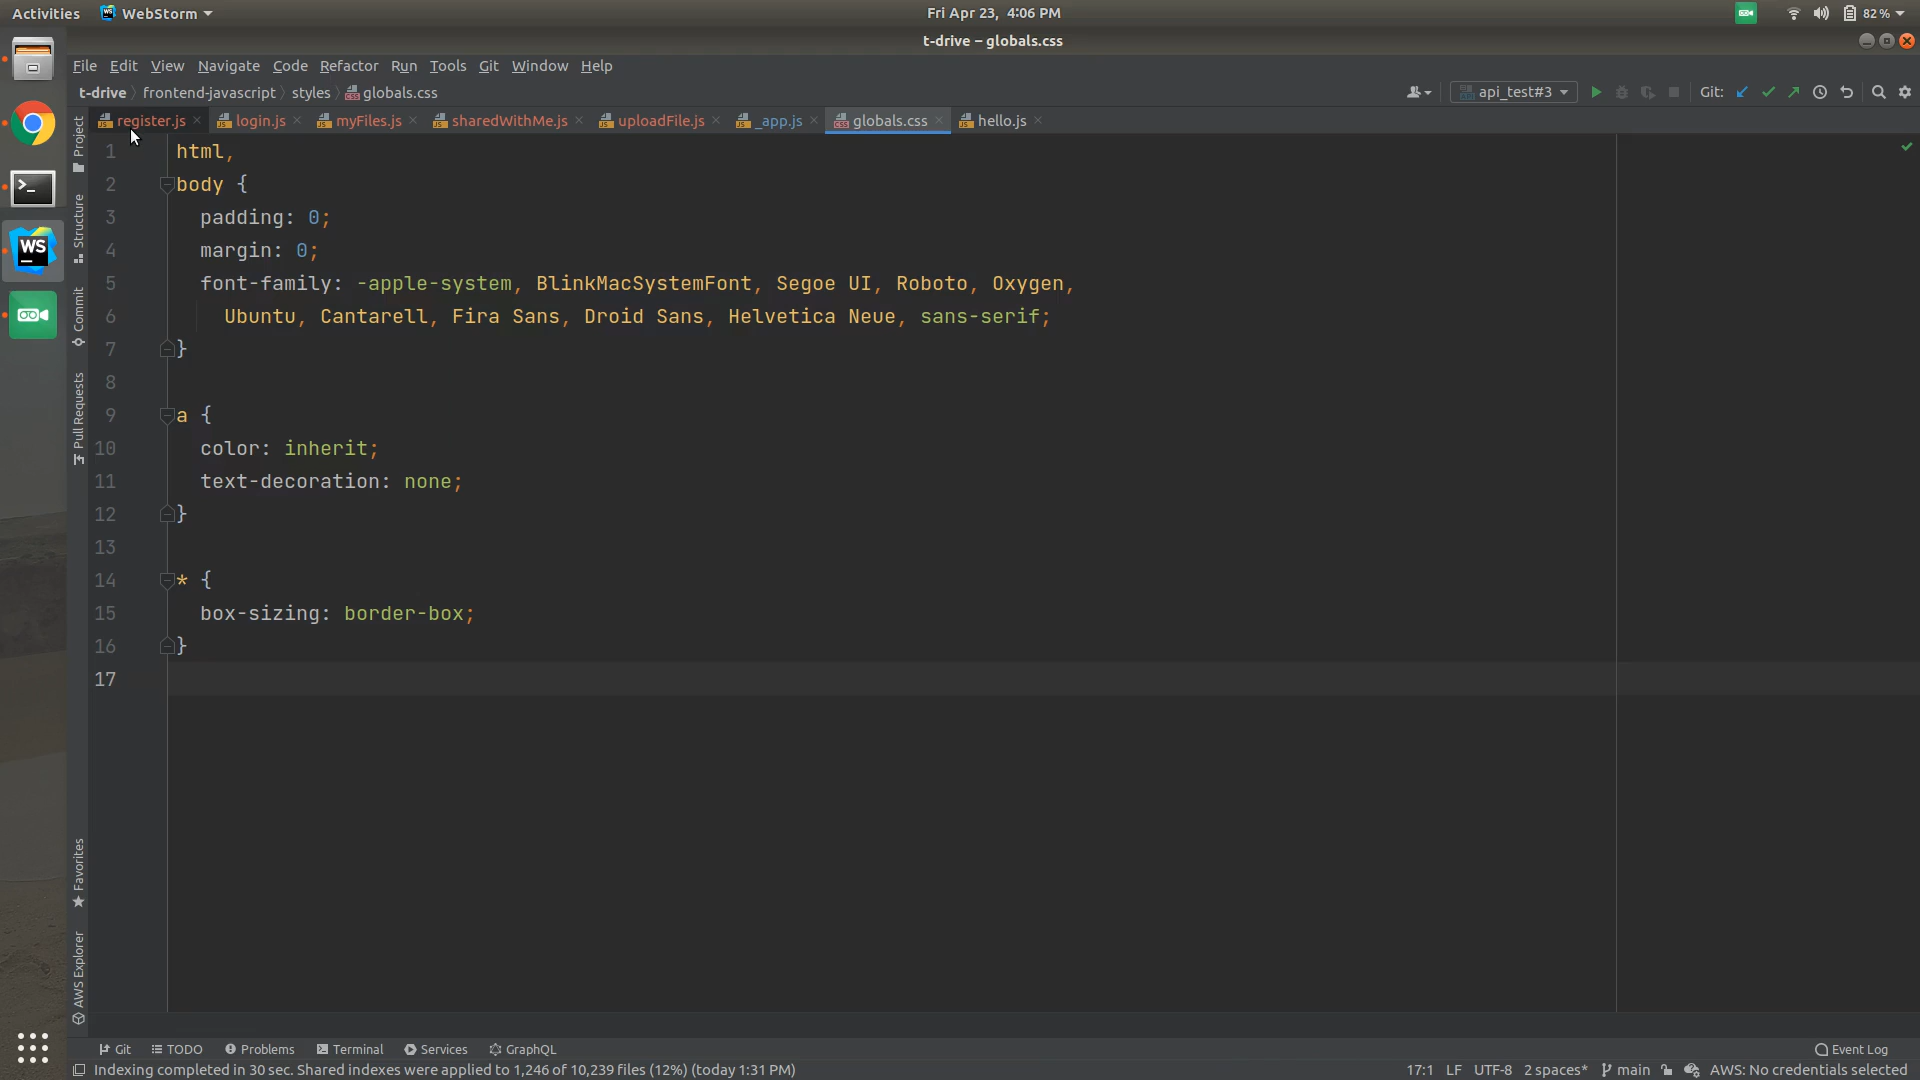 Activities WebStorm Fri Apr 23, 4:06 PM 82%
t-drive – globals.css
File Edit View Navigate Code Refactor Run Tools Git Window Help
t-drive frontend-javascript styles globals.css api_test#3 Git:
register.js login.js myFiles.js sharedWithMe.js uploadFile.js _app.js globals.css hello.js
Project
Structure
Commit
Pull Requests
Favorites
AWS Explorer
WS
1 html,
2 body {
3 padding: 0;
4 margin: 0;
5 font-family: -apple-system, BlinkMacSystemFont, Segoe UI, Roboto, Oxygen,
6 Ubuntu, Cantarell, Fira Sans, Droid Sans, Helvetica Neue, sans-serif;
7 }
8
9 a {
10 color: inherit;
11 text-decoration: none;
12 }
13
14 * {
15 box-sizing: border-box;
16 }
17
Git TODO Problems Terminal Services GraphQL Event Log
Indexing completed in 30 sec. Shared indexes were applied to 1,246 of 10,239 files (12%) (today 1:31 PM) 17:1 LF UTF-8 2 spaces* main AWS: No credentials selected